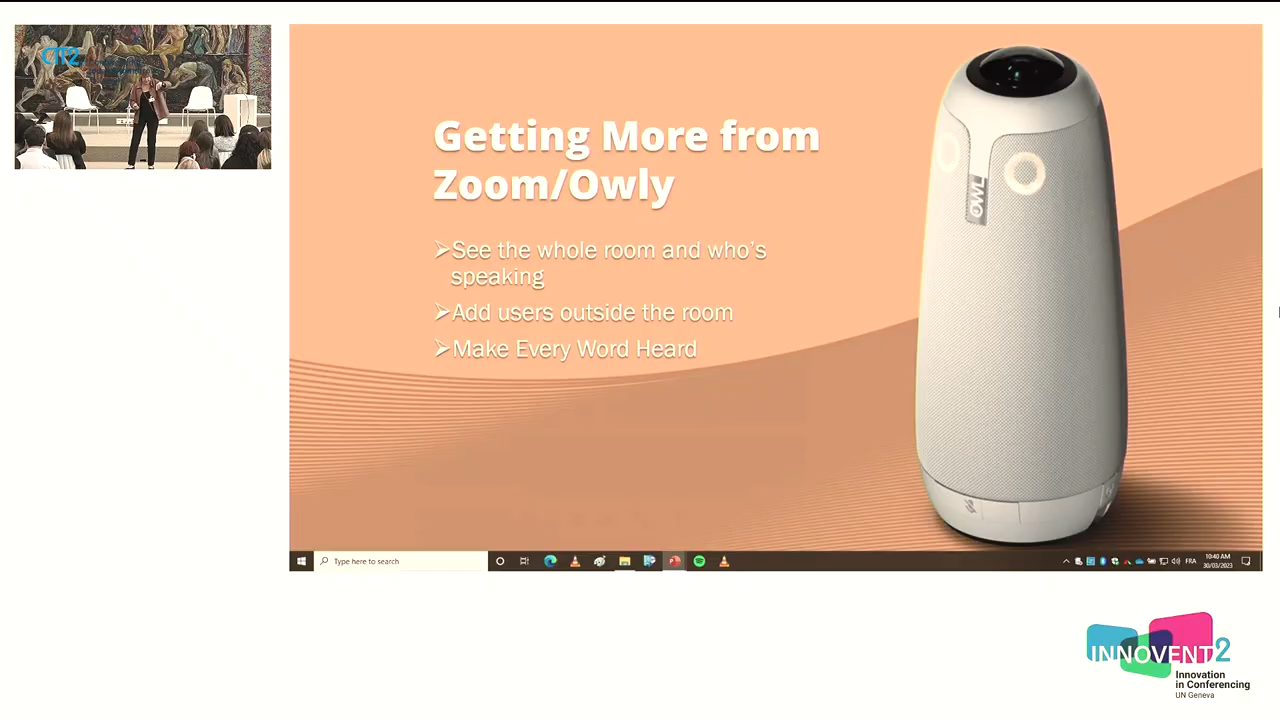 CIT2
Getting More from
Zoom/Owly
➢See the whole room and who's
speaking
➢Add users outside the room
➢Make Every Word Heard
OWL
Type here to search
FRA
10:40 AM
30/03/2023
INNOVENT2
Innovation
in Conferencing
UN Geneva